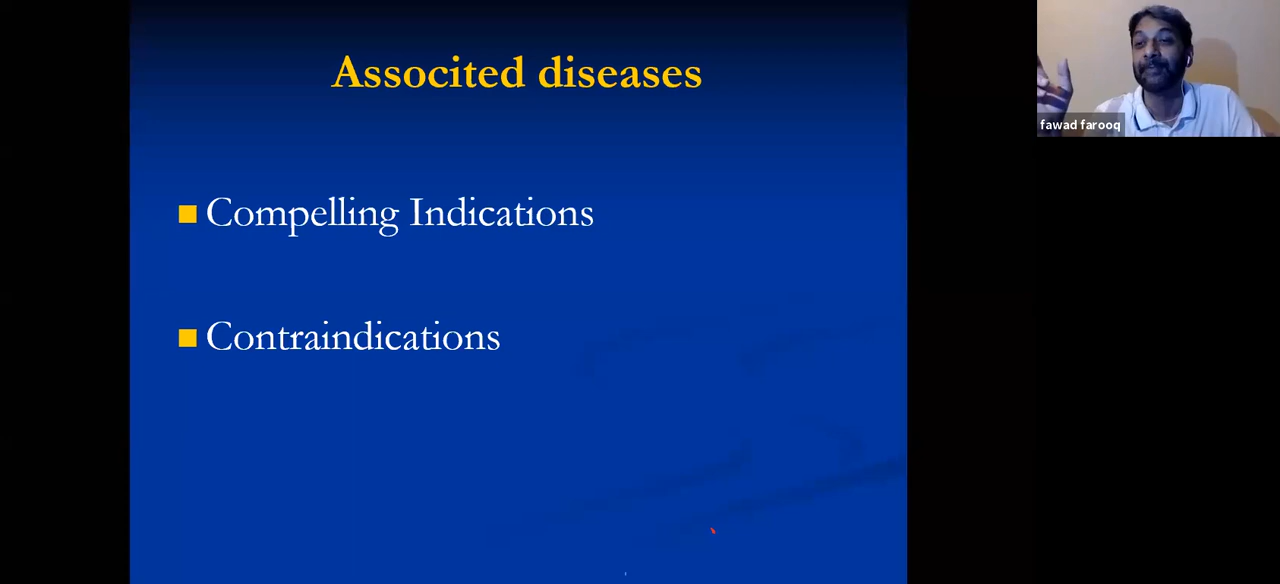 Associted diseases
Compelling Indications
Contraindications
fawad farooq